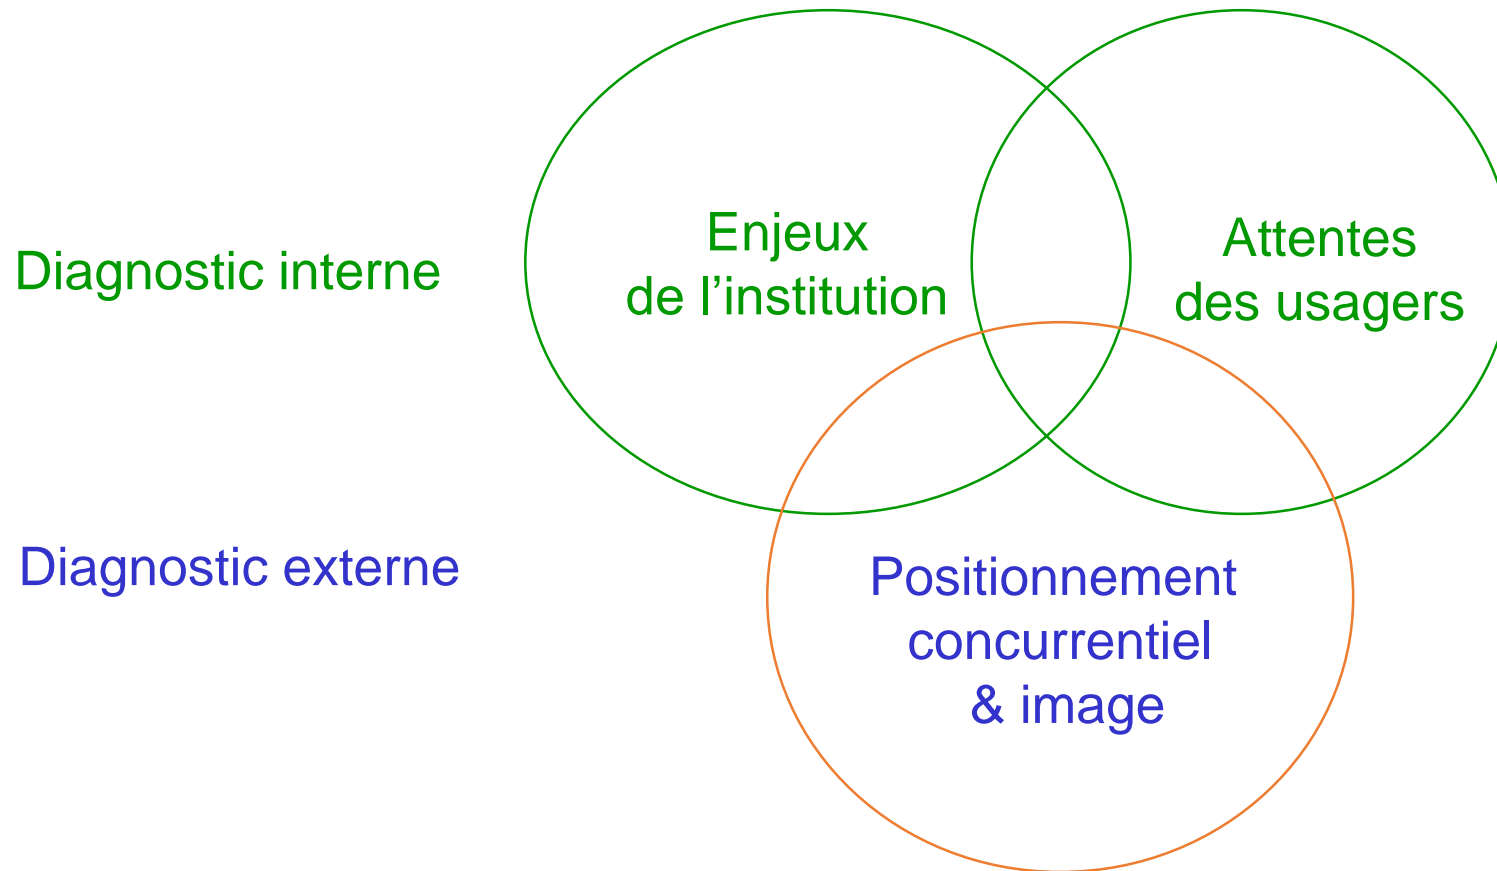 Diagnostic interne
Enjeux
de l’institution
Attentes
des usagers
Diagnostic externe
Positionnement
concurrentiel
& image